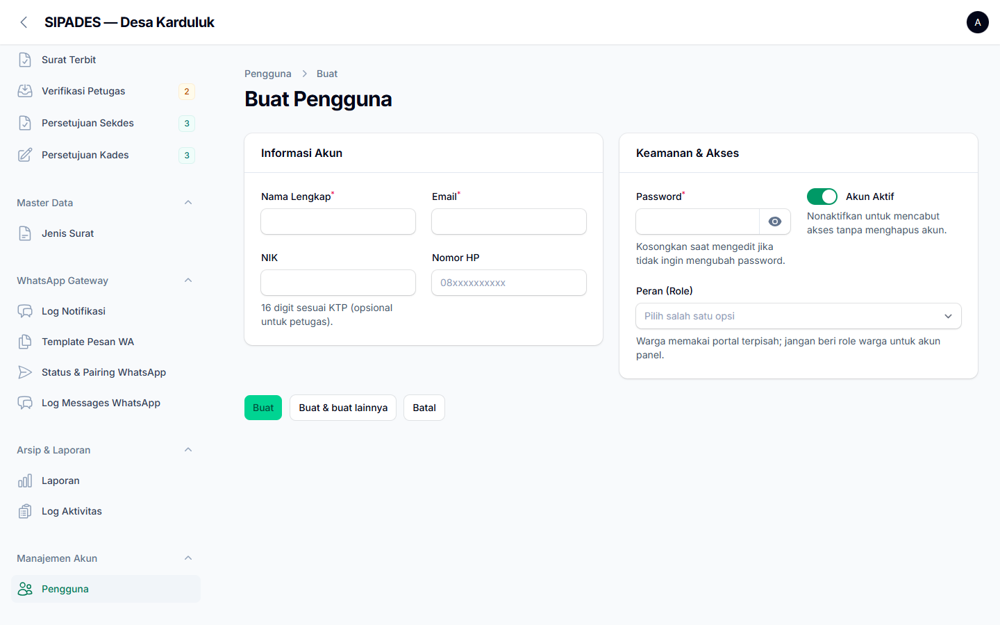 SIPADES — Desa Karduluk
A
Surat Terbit
Verifikasi Petugas
2
Persetujuan Sekdes
3
Persetujuan Kades
3
Master Data
Jenis Surat
WhatsApp Gateway
Log Notifikasi
Template Pesan WA
Status & Pairing WhatsApp
Log Messages WhatsApp
Arsip & Laporan
Laporan
Log Aktivitas
Manajemen Akun
Pengguna
Pengguna > Buat
Buat Pengguna
Informasi Akun
Nama Lengkap*
Email*
NIK
Nomor HP
08xxxxxxxxxx
16 digit sesuai KTP (opsional
untuk petugas).
Keamanan & Akses
Password*
Akun Aktif
Nonaktifkan untuk mencabut
akses tanpa menghapus akun.
Kosongkan saat mengedit jika
tidak ingin mengubah password.
Peran (Role)
Pilih salah satu opsi
Warga memakai portal terpisah; jangan beri role warga untuk akun
panel.
Buat
Buat & buat lainnya
Batal